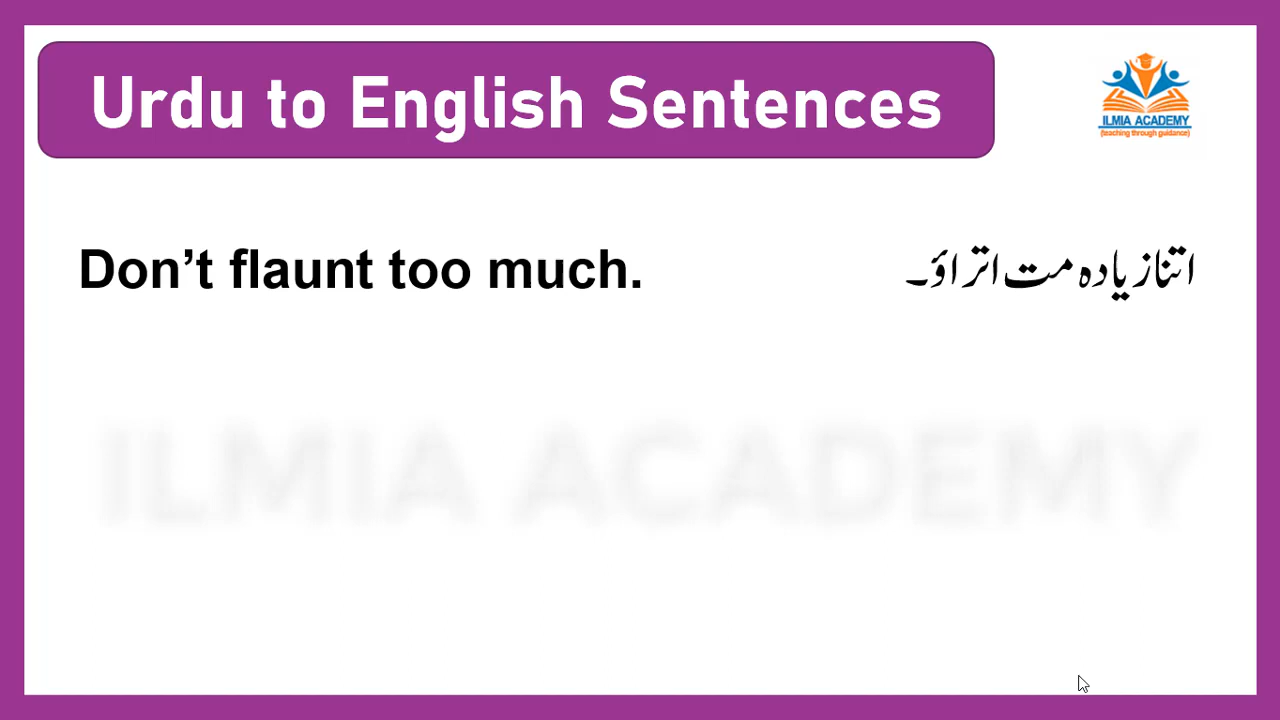 Urdu to English Sentences
ILMIA ACADEMY
(teaching through guidance)
Don’t flaunt too much.
اتنا زیادہ مت اتراؤ۔
ILMIA ACADEMY